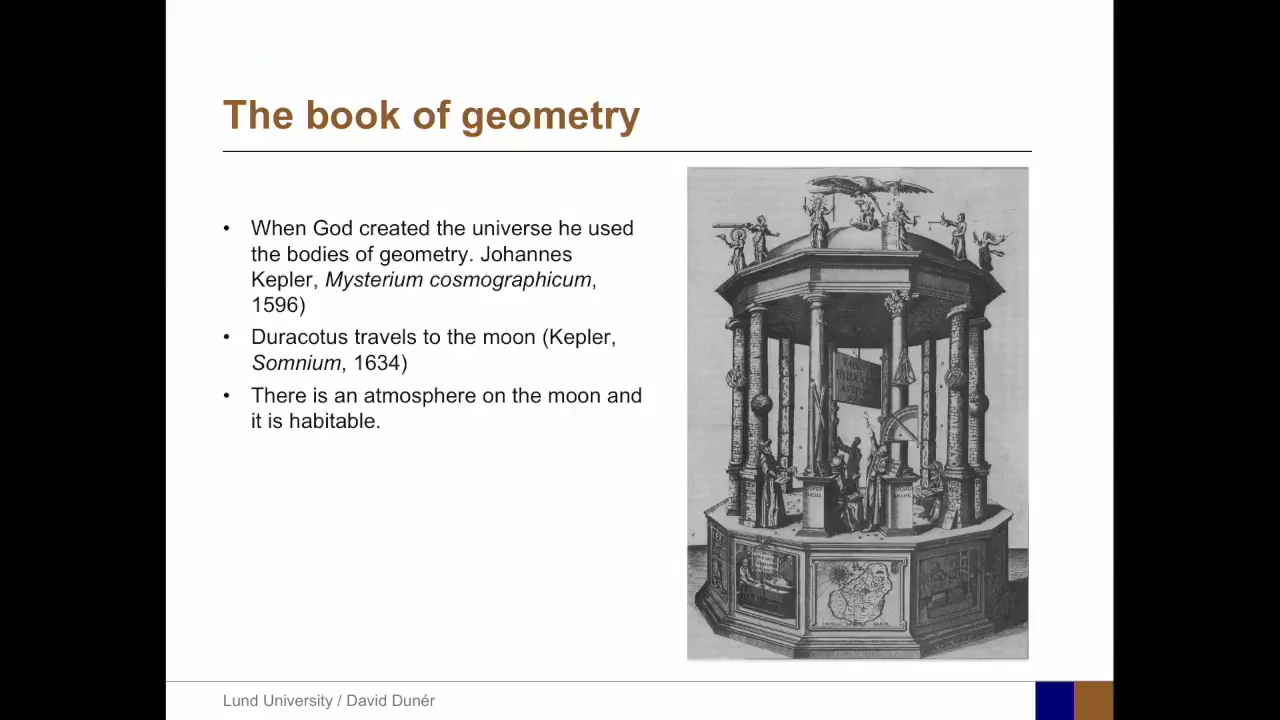 The book of geometry
• When God created the universe he used
the bodies of geometry. Johannes
Kepler, Mysterium cosmographicum,
1596)
• Duracotus travels to the moon (Kepler,
Somnium, 1634)
• There is an atmosphere on the moon and
it is habitable.
Lund University / David Dunér